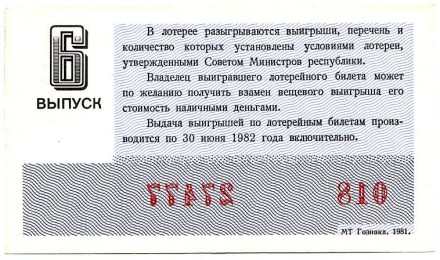 6
ВЫПУСК
В лотерее разыгрываются выигрыши, перечень и
количество которых установлены условиями лотереи,
утвержденными Советом Министров республики.
Владелец выигравшего лотерейного билета может
по желанию получить взамен вещевого выигрыша его
стоимость наличными деньгами.
Выдача выигрышей по лотерейным билетам произ-
водится по 30 июня 1982 года включительно.
018 27477
МТ Гознака. 1981.